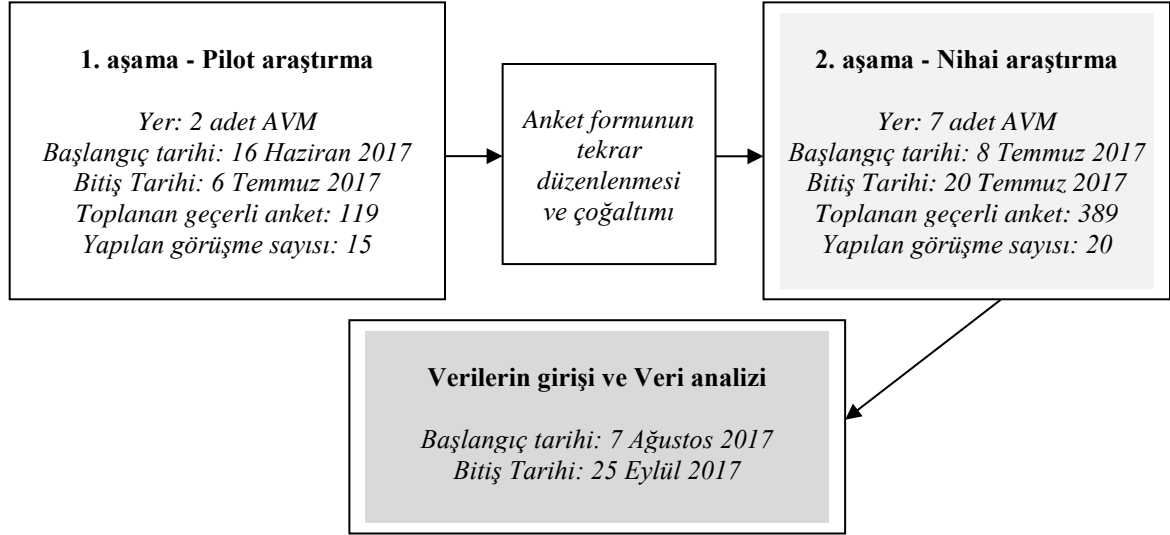 1. aşama - Pilot araştırma
Yer: 2 adet AVM
Başlangıç tarihi: 16 Haziran 2017
Bitiş Tarihi: 6 Temmuz 2017
Toplanan geçerli anket: 119
Yapılan görüşme sayısı: 15
Anket formunun
tekrar
düzenlenmesi
ve çoğaltımı
2. aşama - Nihai araştırma
Yer: 7 adet AVM
Başlangıç tarihi: 8 Temmuz 2017
Bitiş Tarihi: 20 Temmuz 2017
Toplanan geçerli anket: 389
Yapılan görüşme sayısı: 20
Verilerin girişi ve Veri analizi
Başlangıç tarihi: 7 Ağustos 2017
Bitiş Tarihi: 25 Eylül 2017